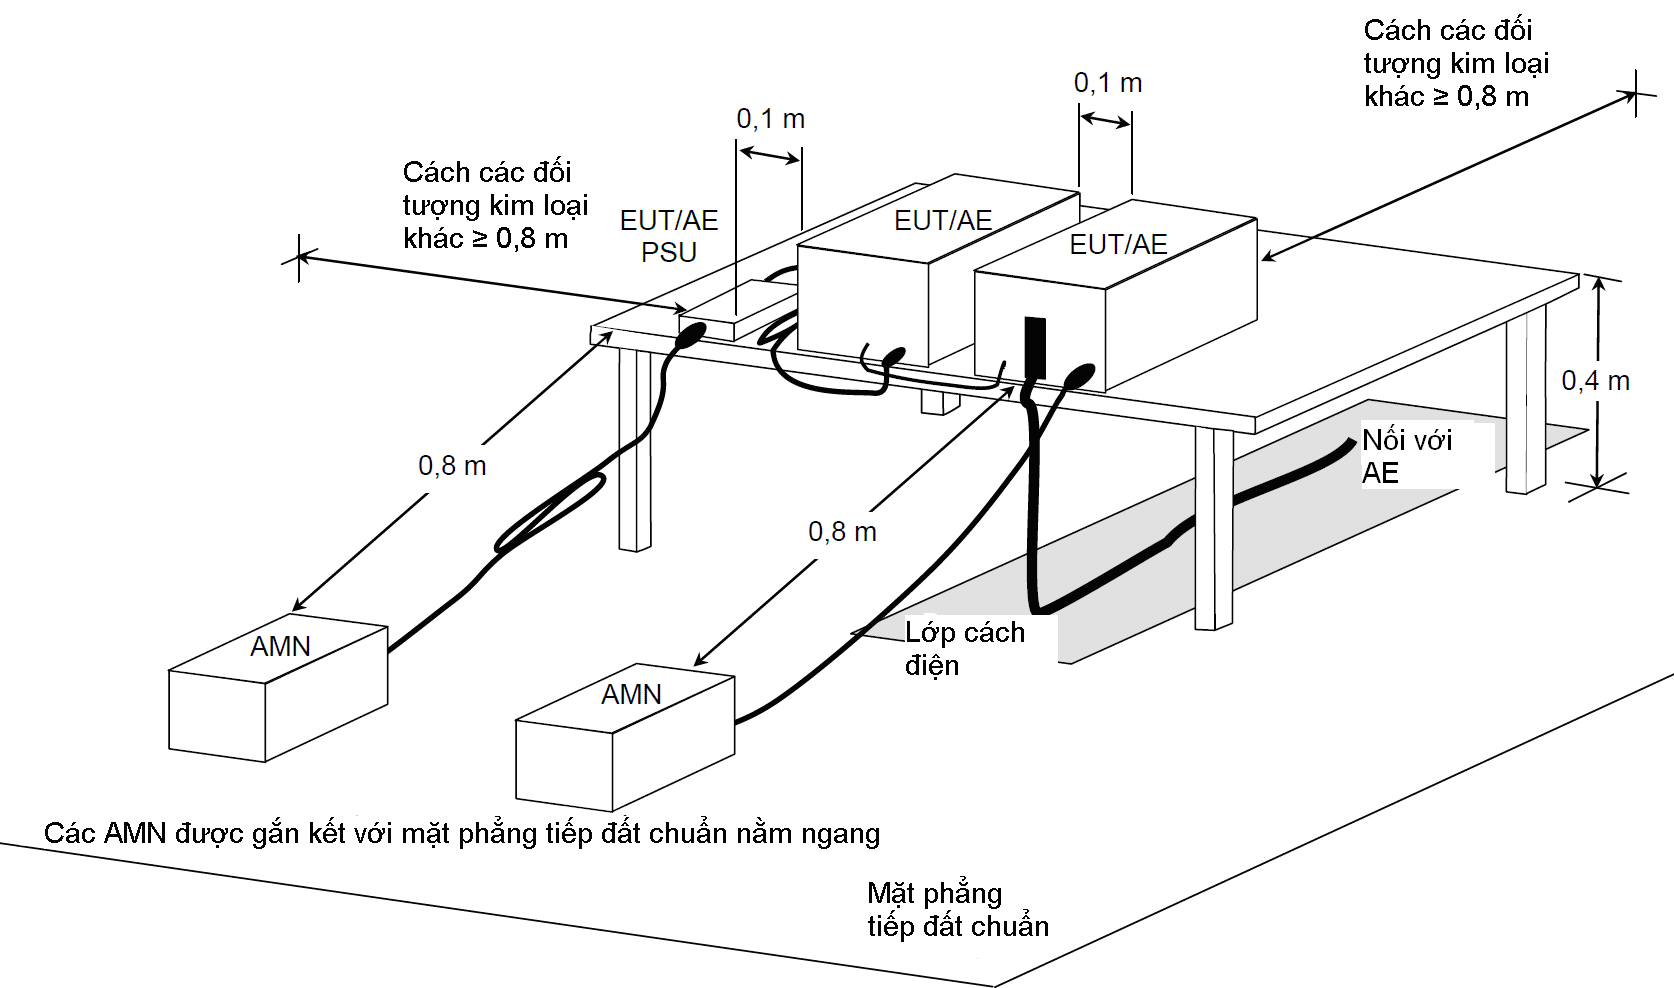 Cách các đối
tượng kim loại
khác ≥ 0,8 m
0,1 m
0,1 m
Cách các đối
tượng kim loại
khác ≥ 0,8 m
EUT/AE
PSU
EUT/AE
EUT/AE
0,4 m
0,8 m
Nối với
AE
0,8 m
Lớp cách
điện
AMN
AMN
Các AMN được gắn kết với mặt phẳng tiếp đất chuẩn nằm ngang
Mặt phẳng
tiếp đất chuẩn